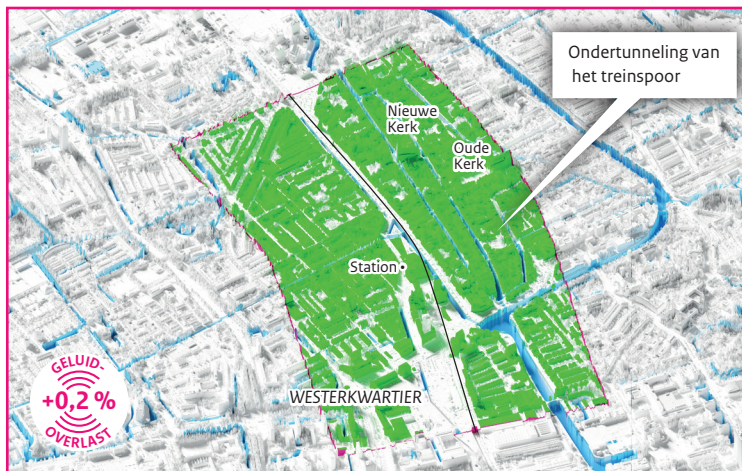 Ondertunneling van
het treinspoor
Nieuwe
Kerk
Oude
Kerk
Station
WESTERKWARTIER
GELUID-
+0,2 %
OVERLAST